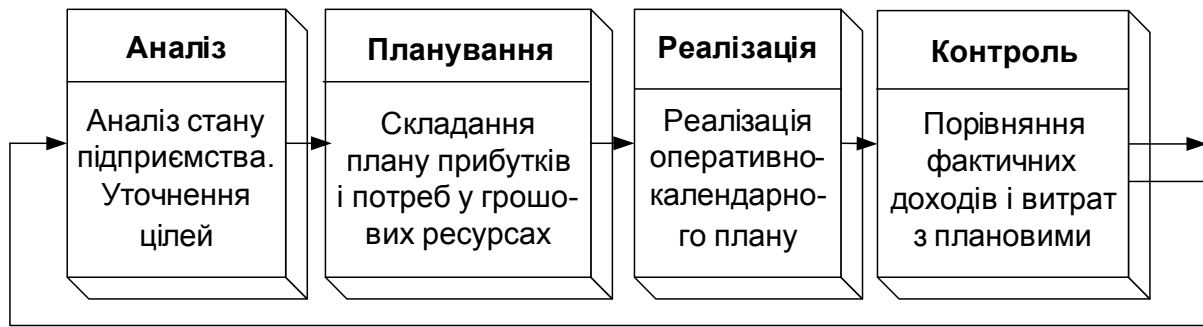 Аналіз
Аналіз стану
підприємства.
Уточнення
цілей
Планування
Складання
плану прибутків
і потреб у грошо-
вих ресурсах
Реалізація
Реалізація
оперативно-
календарно-
го плану
Контроль
Порівняння
фактичних
доходів і витрат
з плановими